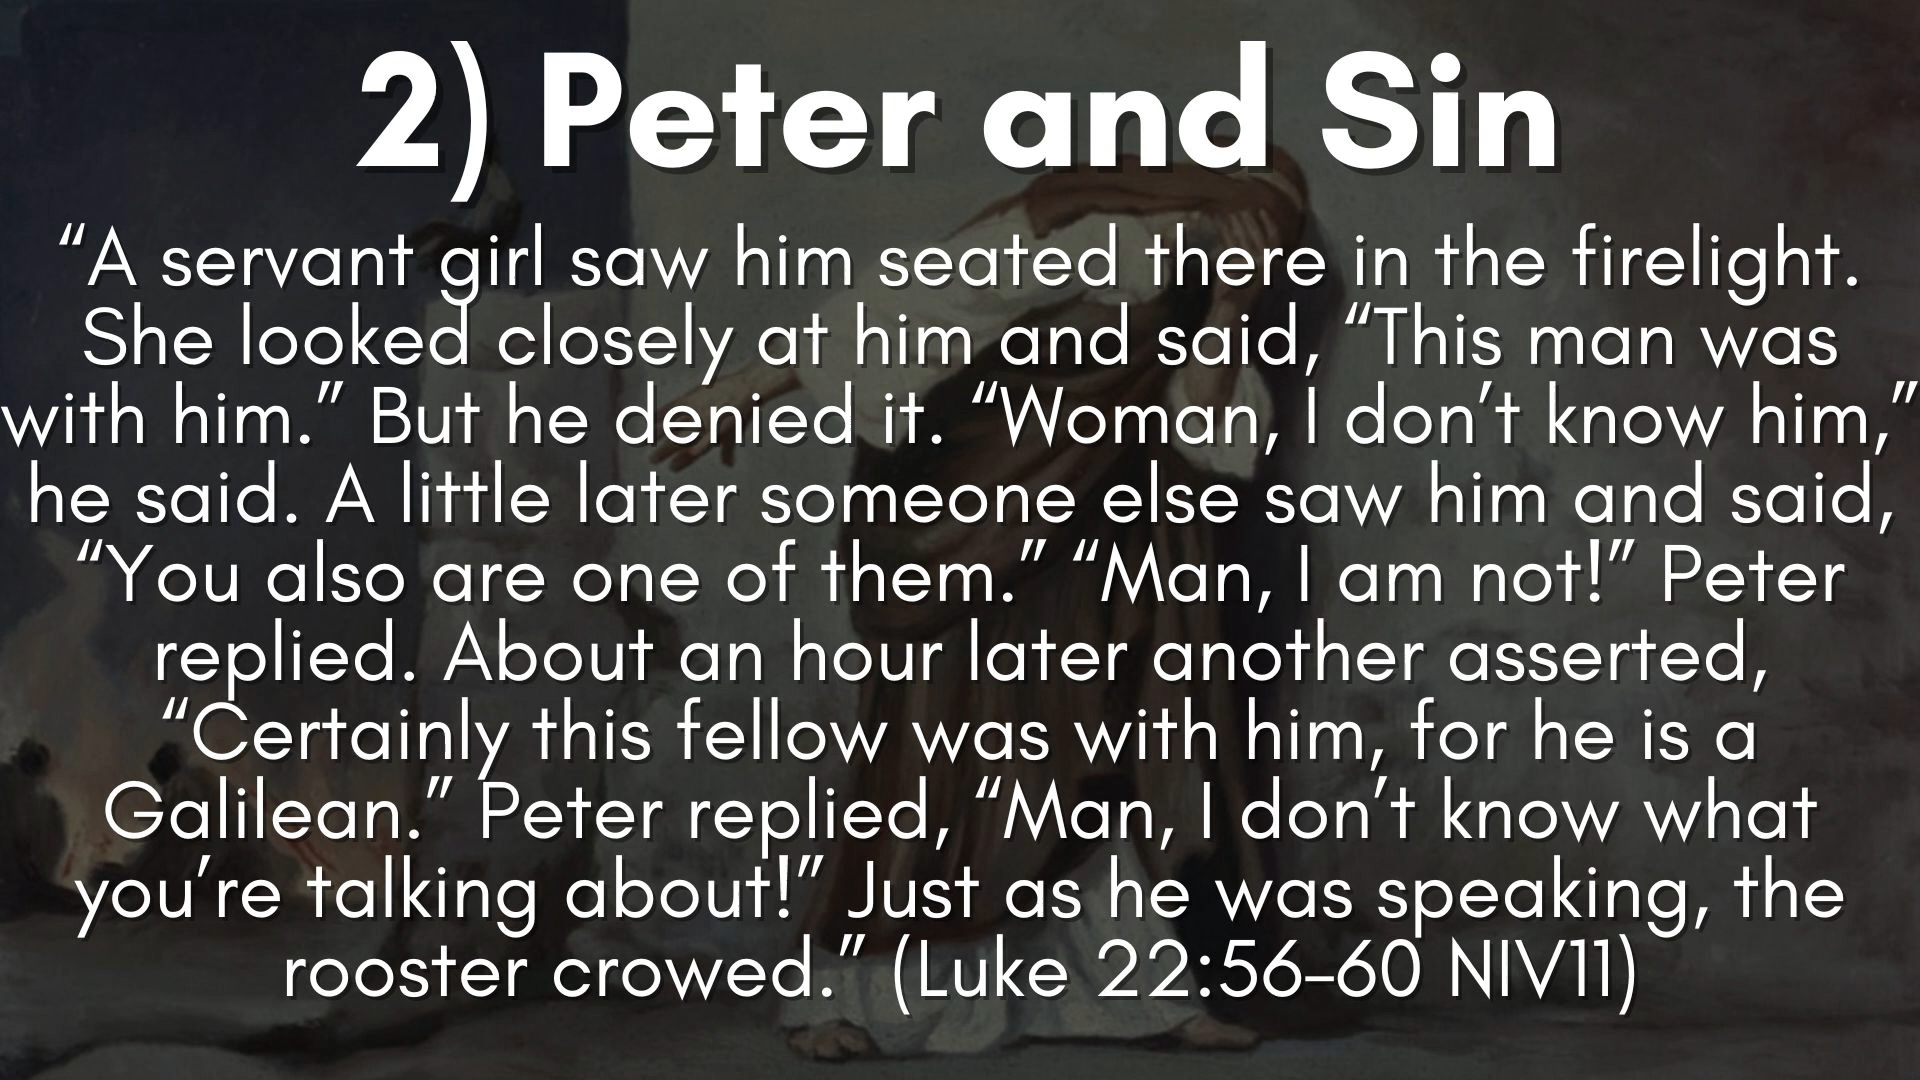 2) Peter and Sin
“A servant girl saw him seated there in the firelight.
She looked closely at him and said, “This man was
with him.” But he denied it. “Woman, I don’t know him,”
he said. A little later someone else saw him and said,
“You also are one of them.” “Man, I am not!” Peter
replied. About an hour later another asserted,
“Certainly this fellow was with him, for he is a
Galilean.” Peter replied, “Man, I don’t know what
you’re talking about!” Just as he was speaking, the
rooster crowed.” (Luke 22:56–60 NIV11)